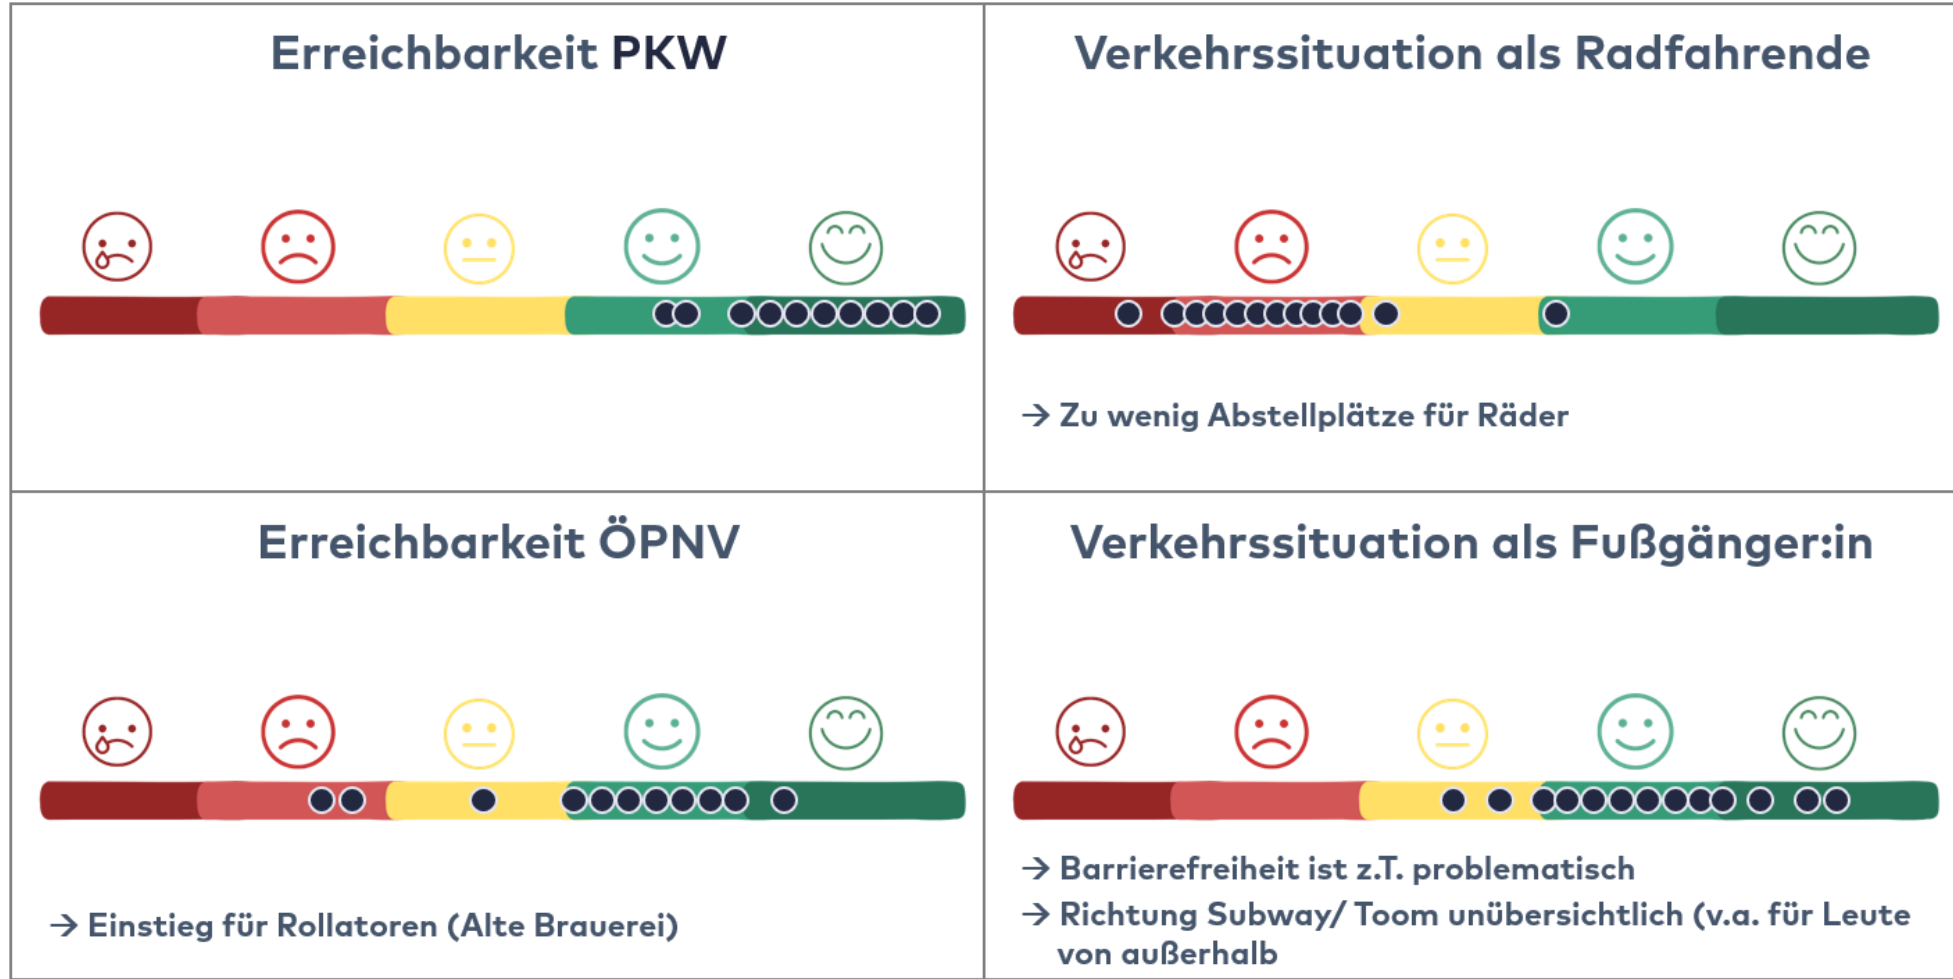 Erreichbarkeit PKW
Verkehrssituation als Radfahrende
→ Zu wenig Abstellplätze für Räder
Erreichbarkeit ÖPNV
→ Einstieg für Rollatoren (Alte Brauerei)
Verkehrssituation als Fußgänger:in
→ Barrierefreiheit ist z.T. problematisch
→ Richtung Subway/ Toom unübersichtlich (v.a. für Leute
von außerhalb